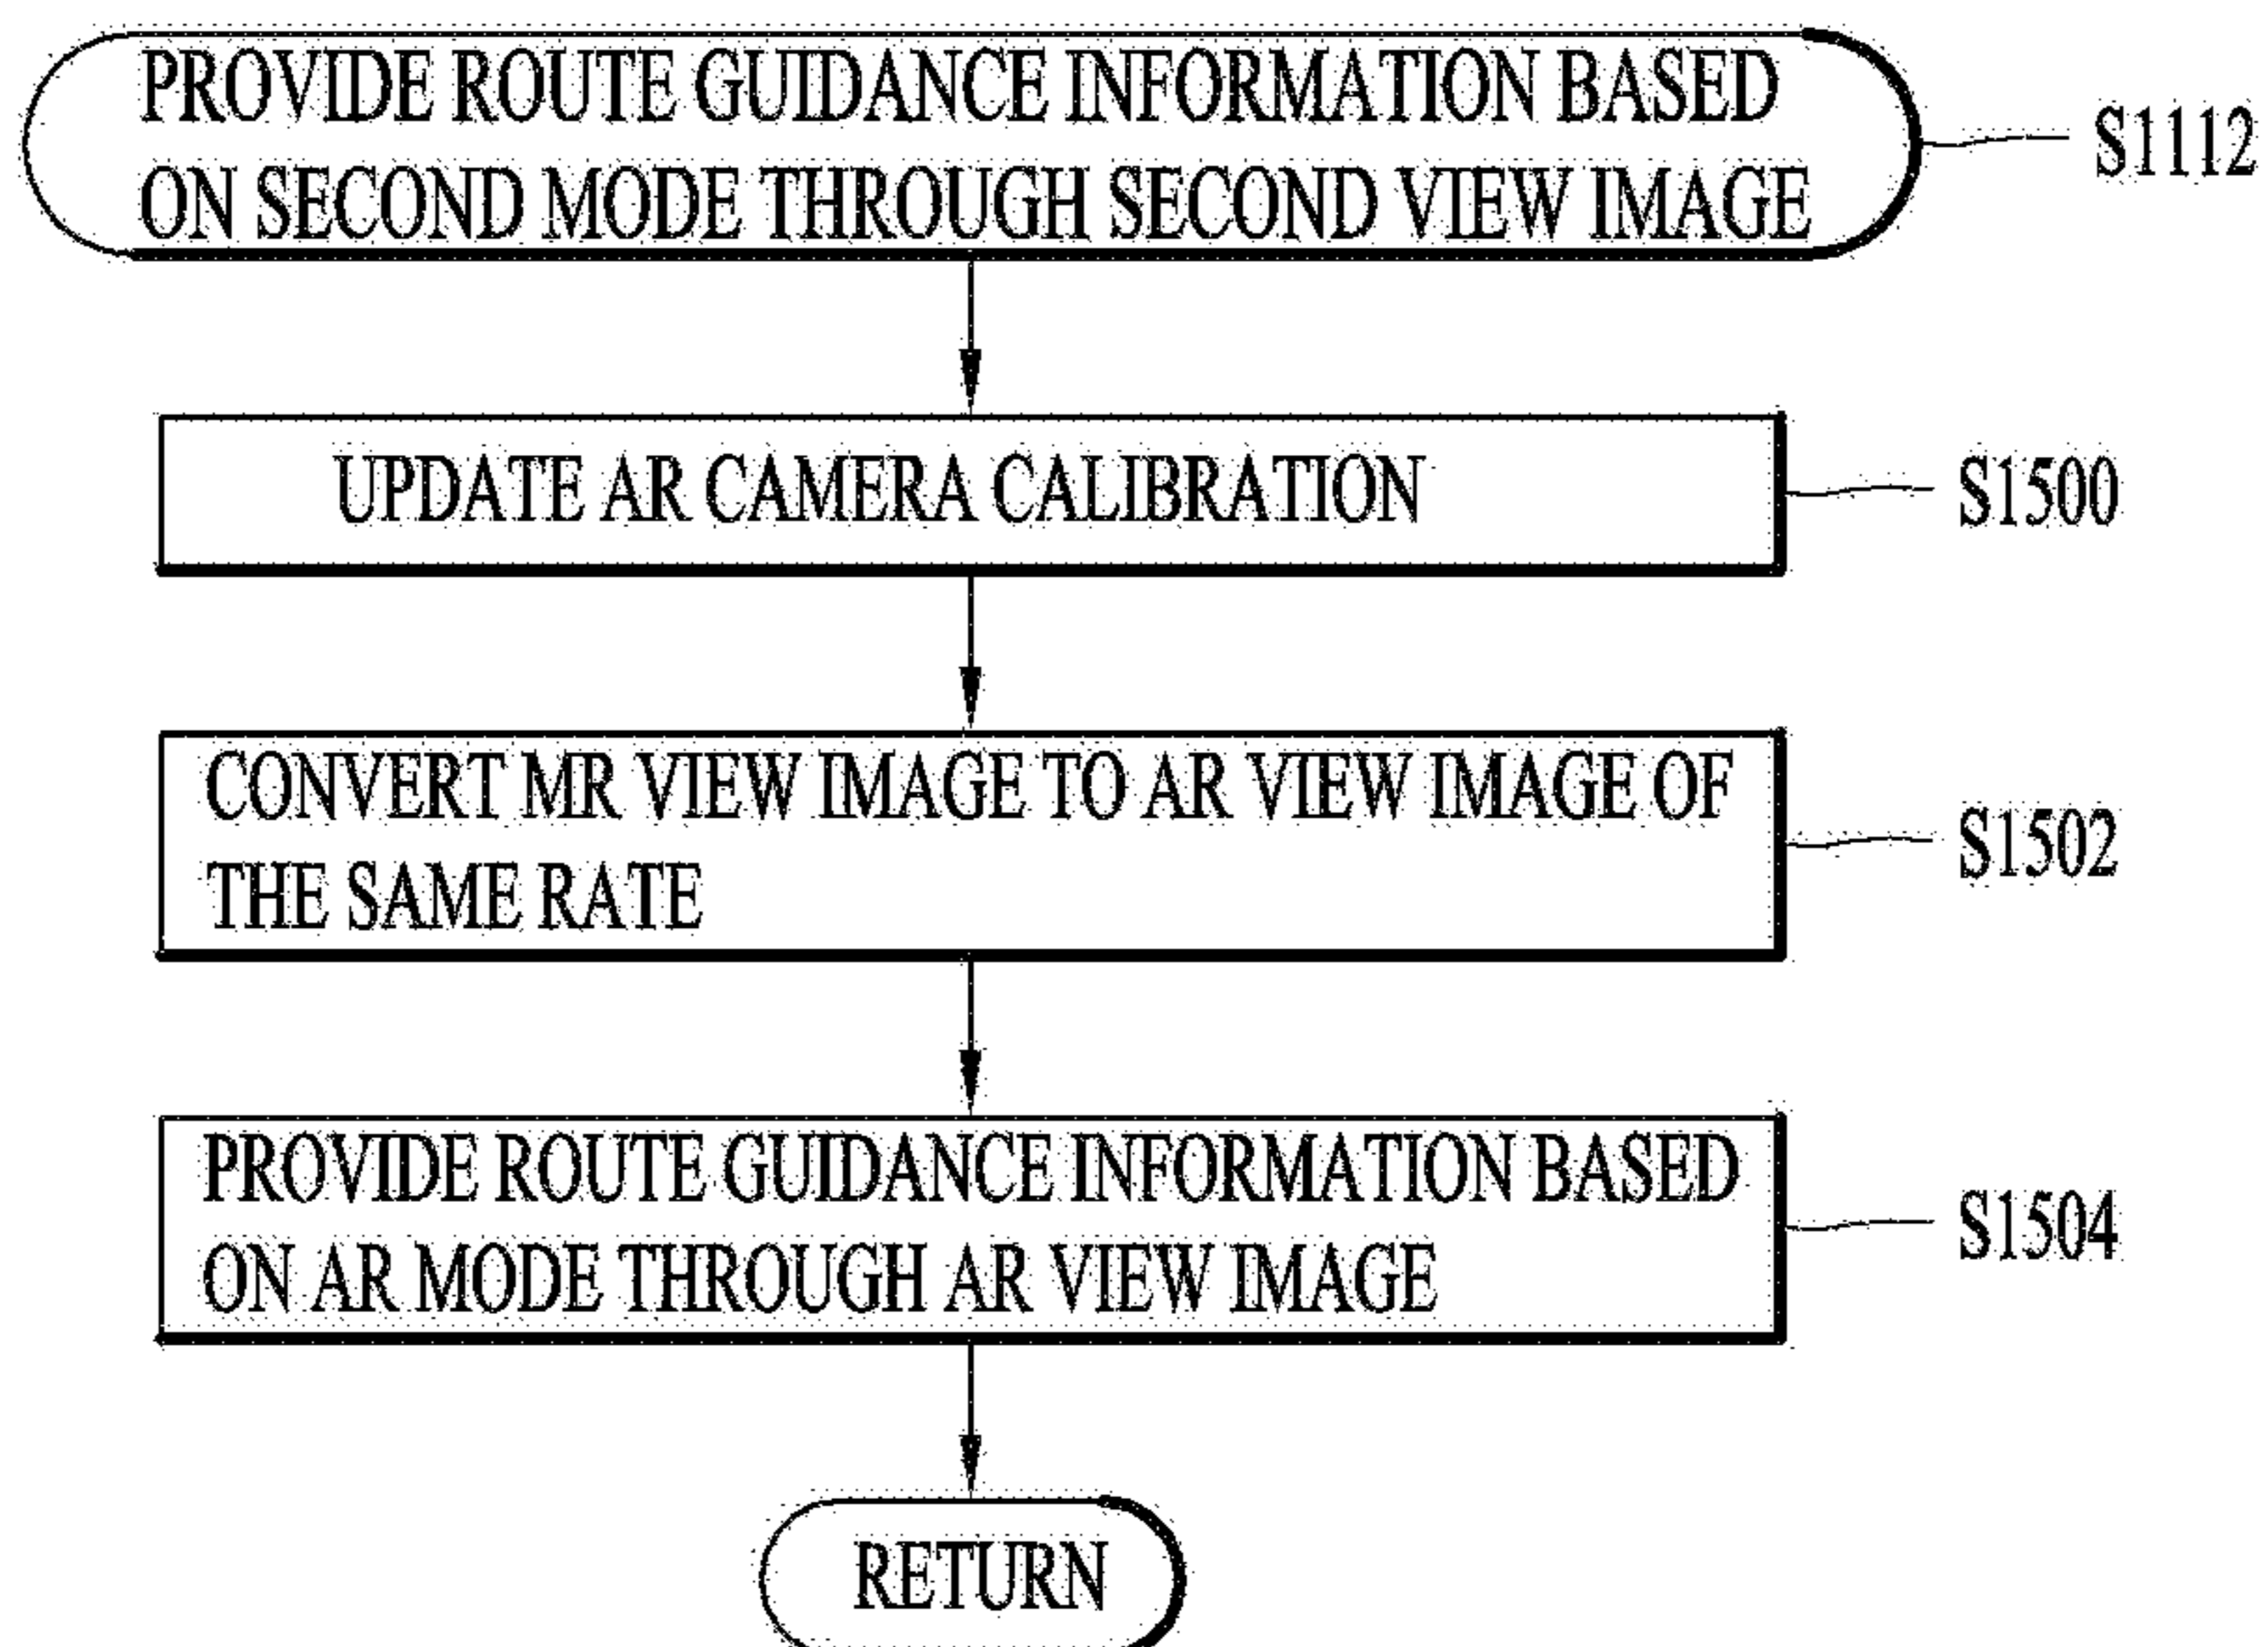 PROVIDE ROUTE GUIDANCE INFORMATION BASED
ON SECOND MODE THROUGH SECOND VIEW IMAGE
S1112
UPDATE AR CAMERA CALIBRATION
S1500
CONVERT MR VIEW IMAGE TO AR VIEW IMAGE OF
THE SAME RATE
S1502
PROVIDE ROUTE GUIDANCE INFORMATION BASED
ON AR MODE THROUGH AR VIEW IMAGE
S1504
RETURN